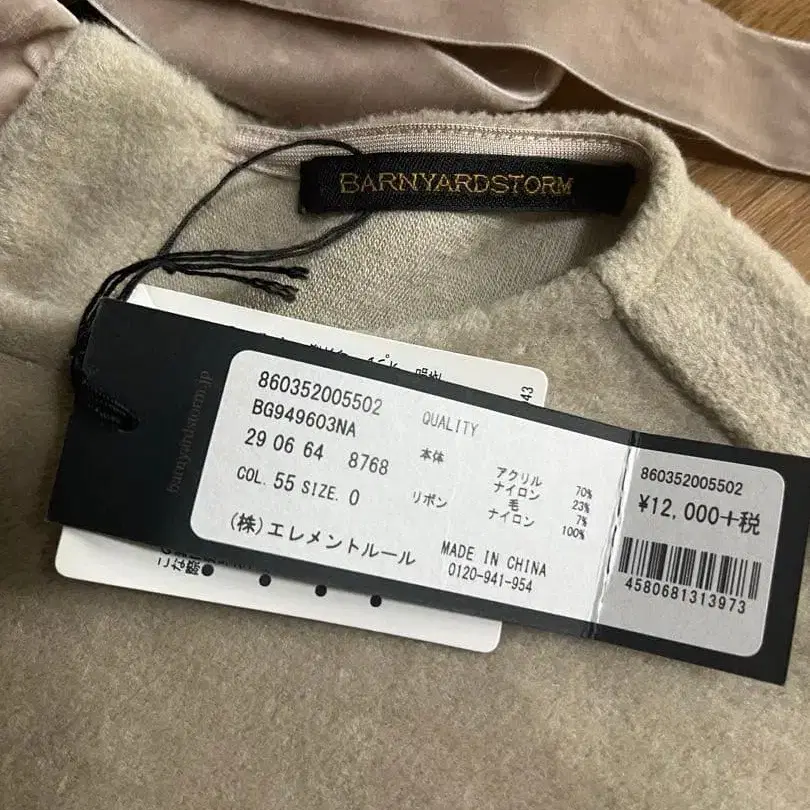 BARNYARDSTORM
barnyardstorm.jp
43
860352005502
BG949603NA
29 06 64 8768
COL. 55 SIZE. 0
(株)エレメントルール
QUALITY
本体 アクリル 70%
ナイロン 23%
毛 7%
リボン ナイロン 100%
MADE IN CHINA
0120-941-954
860352005502
¥12,000+税
4580681313973